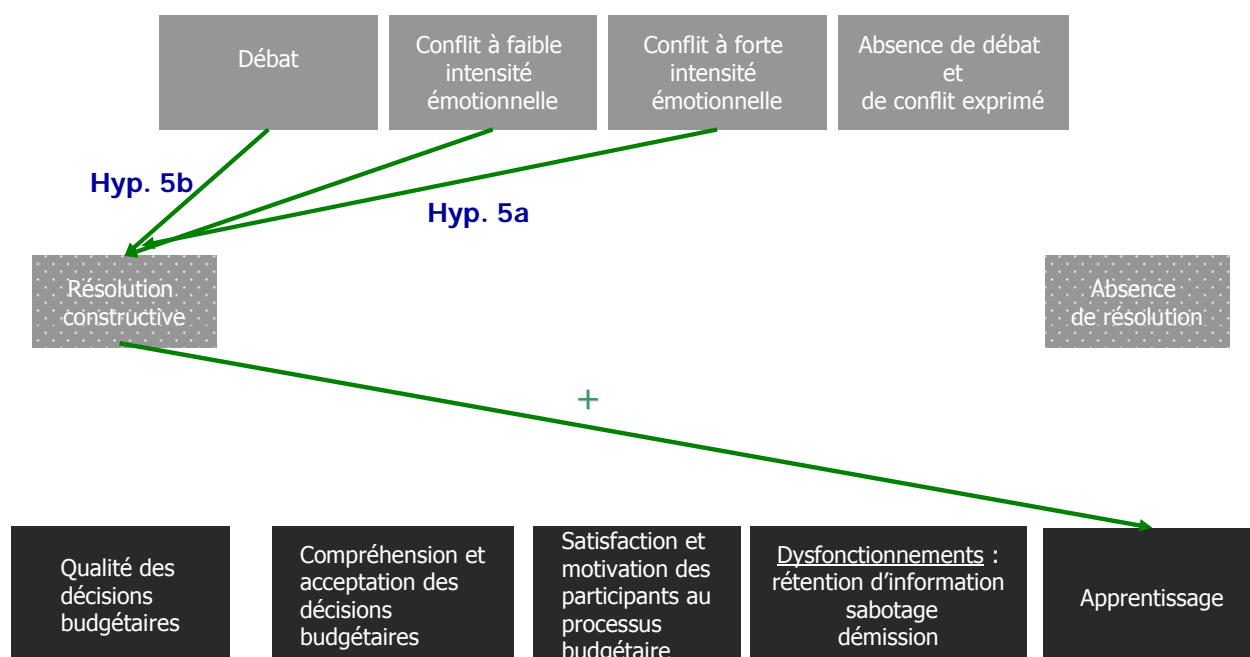 Débat
Conflit à faible
intensité
émotionnelle
Conflit à forte
intensité
émotionnelle
Absence de débat
et
de conflit exprimé
Hyp. 5b
Hyp. 5a
Résolution
constructive
Absence
de résolution
+
Qualité des
décisions
budgétaires
Compréhension et
acceptation des
décisions
budgétaires
Satisfaction et
motivation des
participants au
processus
budgétaire
Dysfonctionnements :
rétention d'information
sabotage
démission
Apprentissage